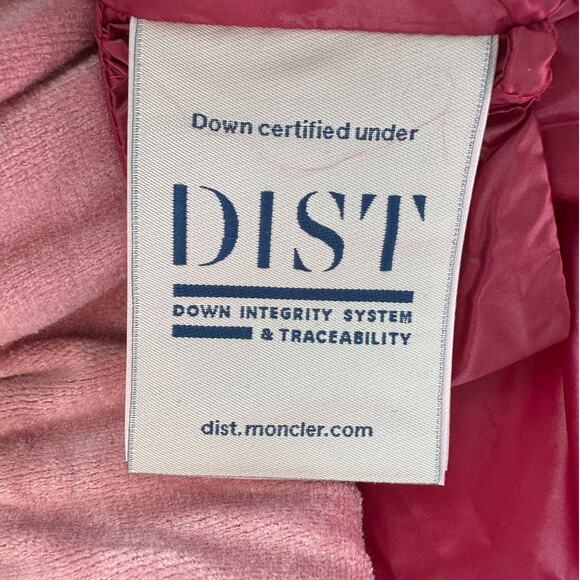 Down certified under
DIST
DOWN INTEGRITY SYSTEM
& TRACEABILITY
dist.moncler.com